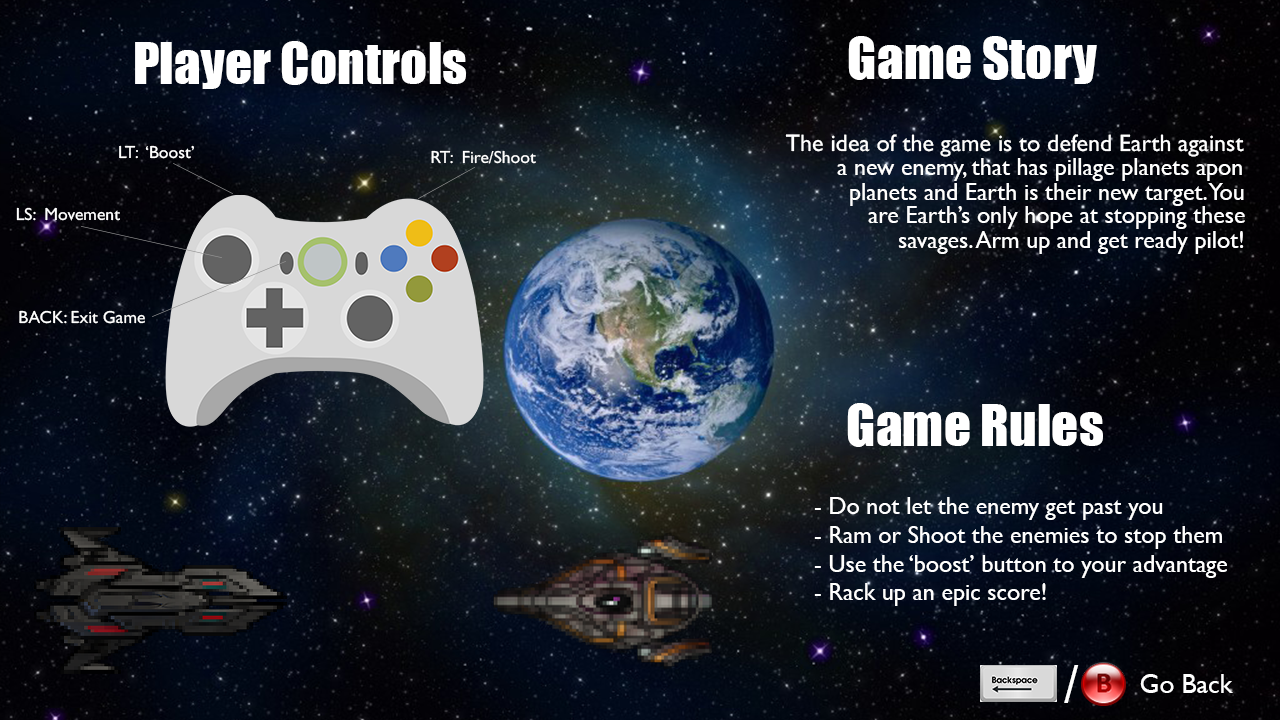 Player Controls
LT: ‘Boost’
RT: Fire/Shoot
LS: Movement
BACK: Exit Game
Game Story
The idea of the game is to defend Earth against
a new enemy, that has pillage planets apon
planets and Earth is their new target. You
are Earth’s only hope at stopping these
savages. Arm up and get ready pilot!
Game Rules
- Do not let the enemy get past you
- Ram or Shoot the enemies to stop them
- Use the ‘boost’ button to your advantage
- Rack up an epic score!
Backspace / B Go Back